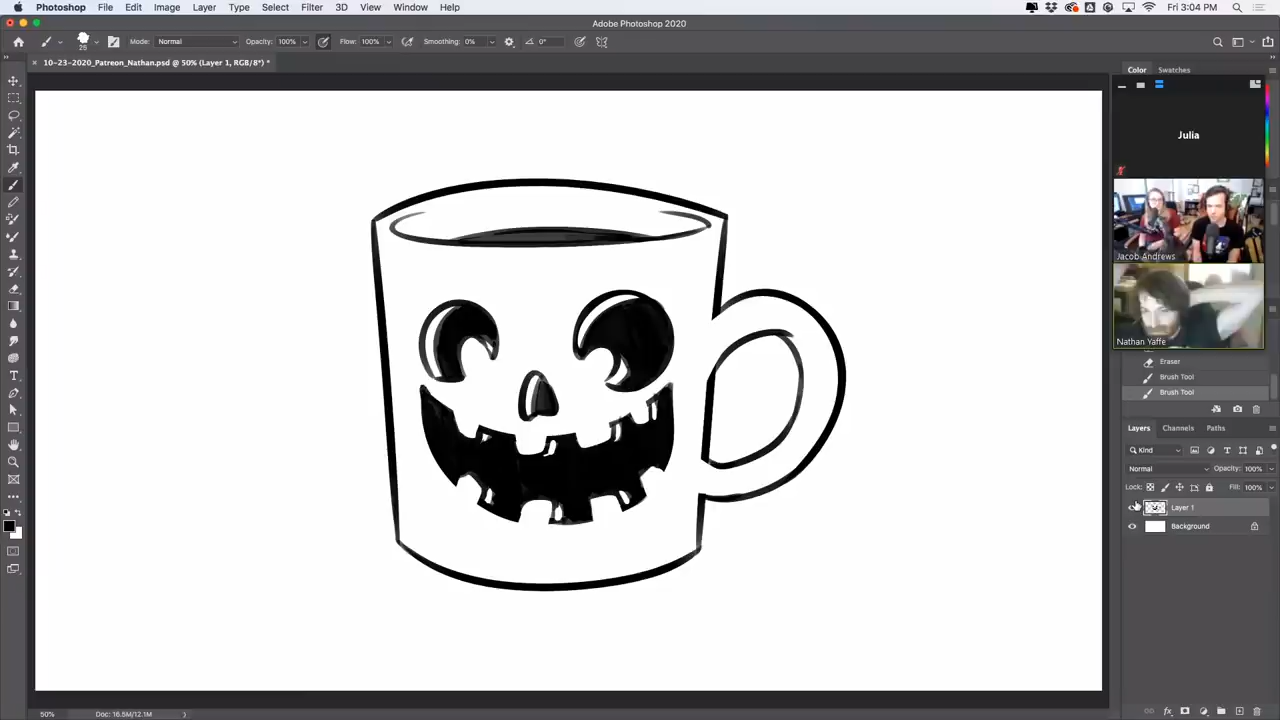 Photoshop File Edit Image Layer Type Select Filter 3D View Window Help Fri 3:04 PM
Adobe Photoshop 2020
25 Mode: Normal Opacity: 100% Flow: 100% Smoothing: 0% 0°
10-23-2020_Patreon_Nathan.psd @ 50% (Layer 1, RGB/8*) *
Color Swatches
Julia
Jacob Andrews
Nathan Yaffe
Eraser
Brush Tool
Brush Tool
Layers Channels Paths
Kind
Normal Opacity: 100%
Lock: Fill: 100%
Layer 1
Background
50% Doc: 16.5M/12.1M